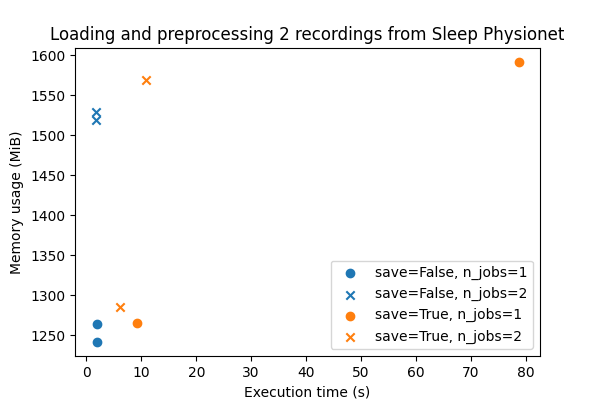 Loading and preprocessing 2 recordings from Sleep Physionet
1600
1550
1500
1450
1400
1350
1300
1250
Memory usage (MiB)
save=False, n_jobs=1
save=False, n_jobs=2
save=True, n_jobs=1
save=True, n_jobs=2
0 10 20 30 40 50 60 70 80
Execution time (s)